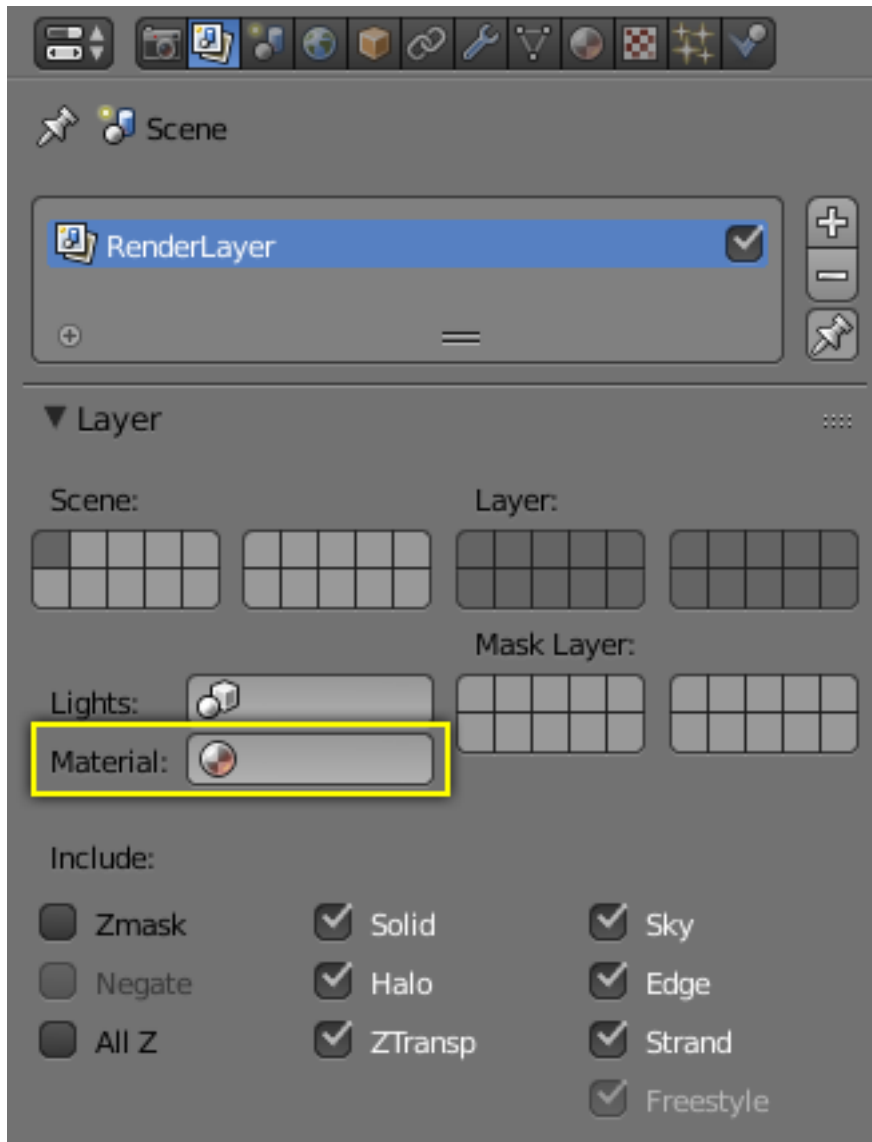 Scene
RenderLayer
Layer
Scene: Layer:
Mask Layer:
Lights:
Material:
Include:
Zmask Solid Sky
Negate Halo Edge
All Z ZTransp Strand
Freestyle